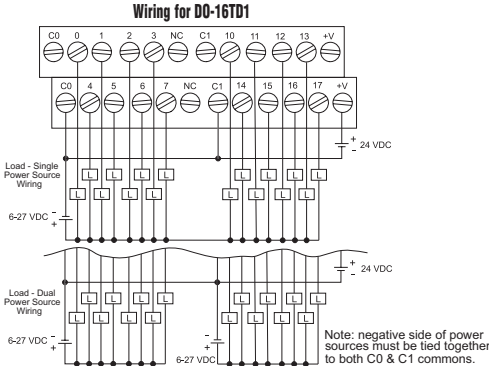 Wiring for DO-16TD1
C0 0 1 2 3 NC C1 10 11 12 13 +V
C0 4 5 6 7 NC C1 14 15 16 17 +V
+
-
24 VDC
Load - Single
Power Source
Wiring
L L L L L L L L
L L L L L L L L
6-27 VDC
-
+
+
-
24 VDC
Load - Dual
Power Source
Wiring
L L L L L L L L
L L L L L L L L
6-27 VDC
-
+
6-27 VDC
-
+
Note: negative side of power
sources must be tied together
to both C0 & C1 commons.